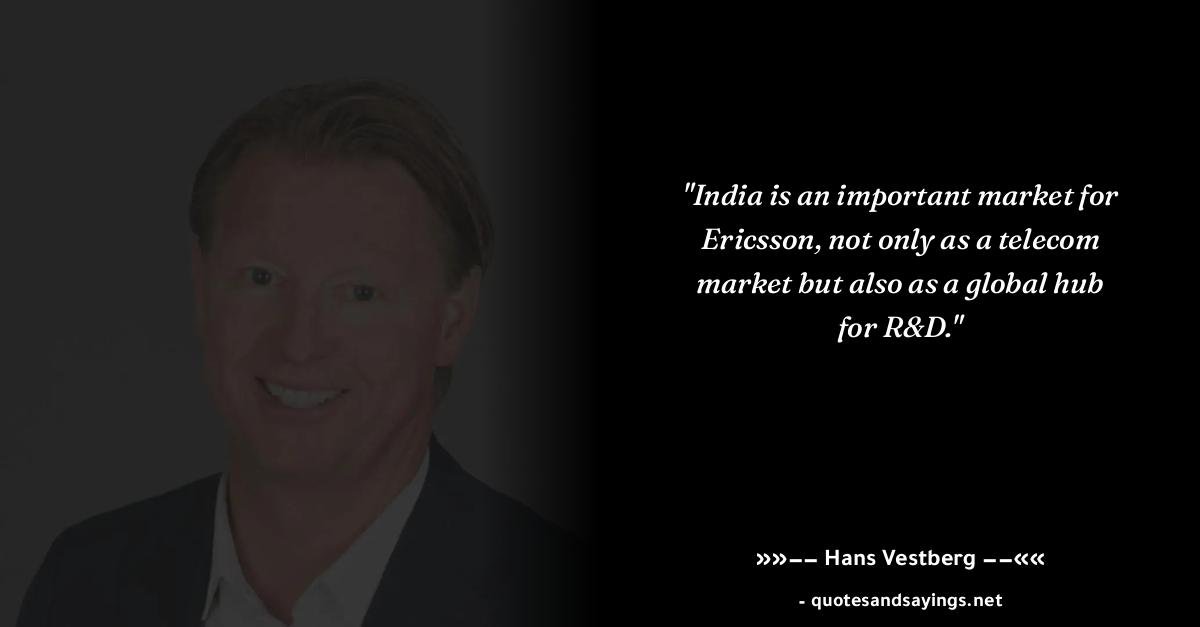 "India is an important market for
Ericsson, not only as a telecom
market but also as a global hub
for R&D."
»»−− Hans Vestberg −−««
- quotesandsayings.net